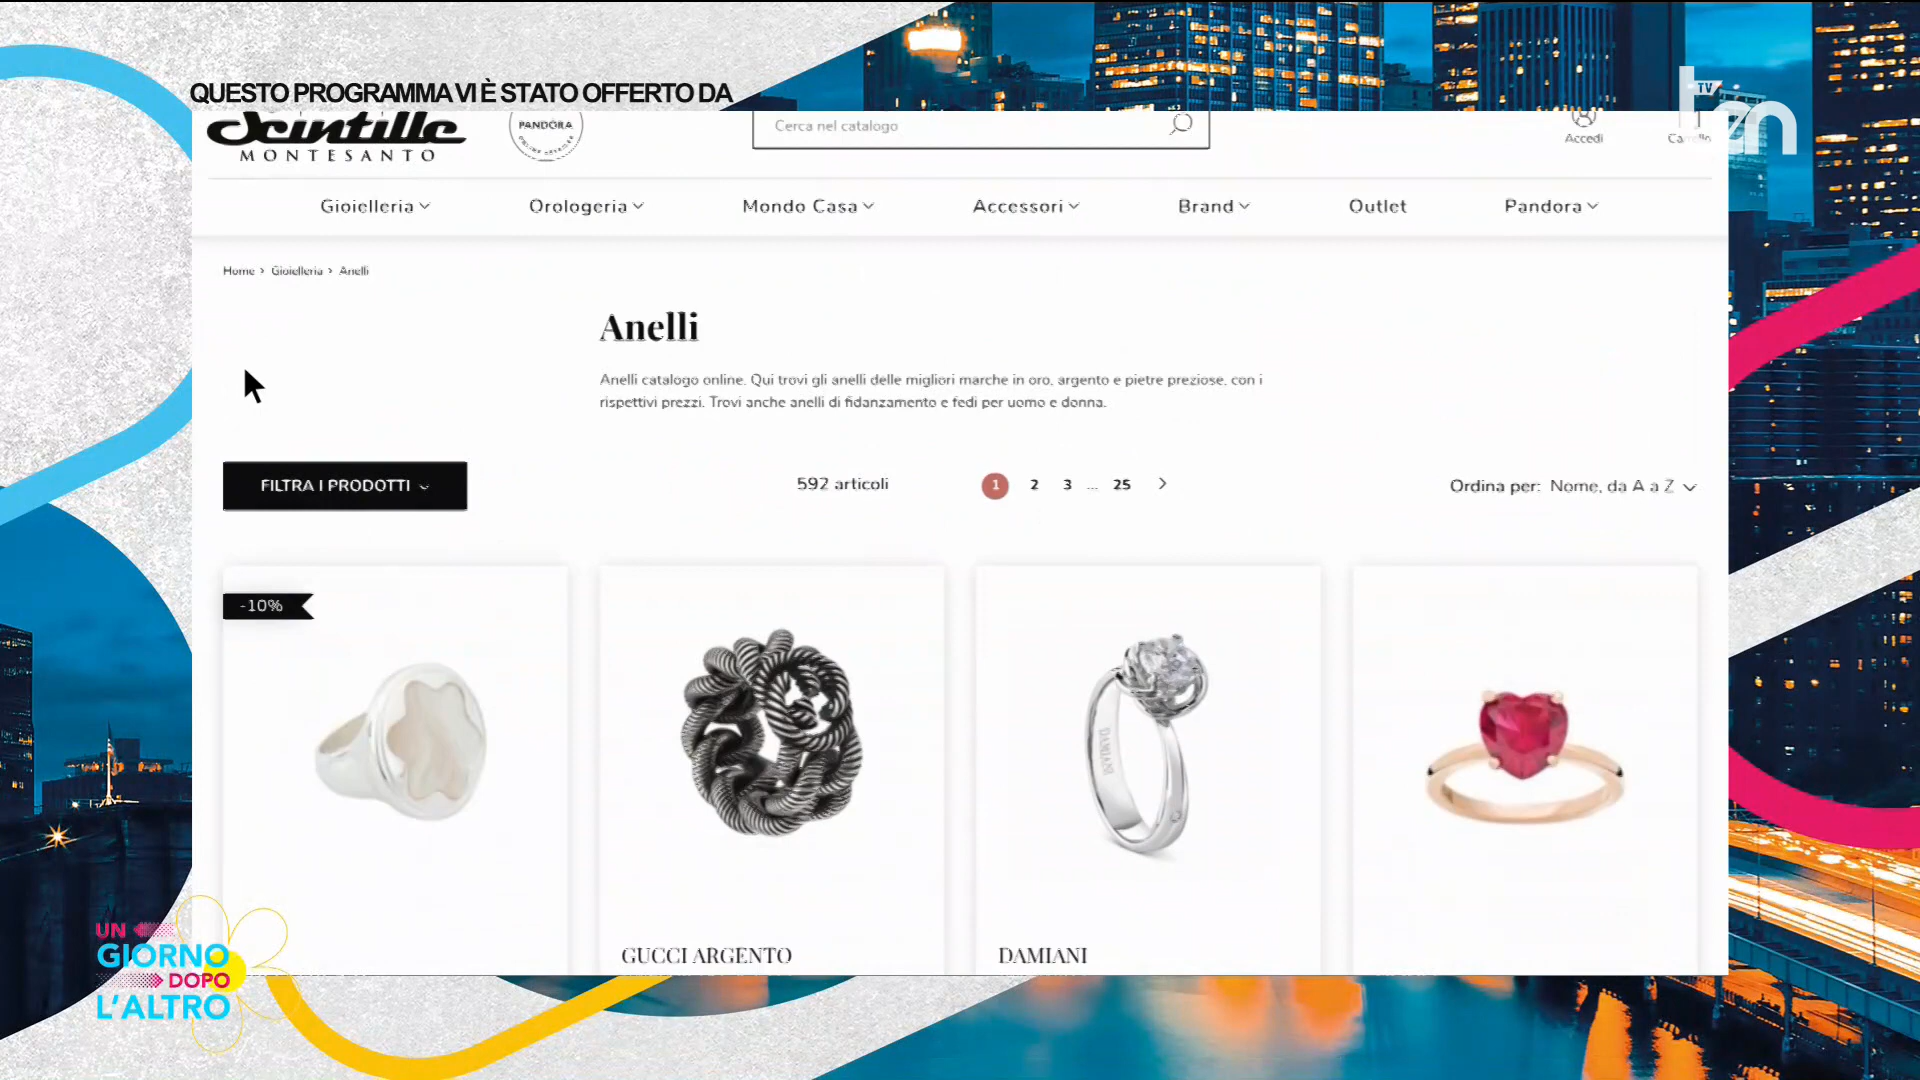 QUESTO PROGRAMMA VI È STATO OFFERTO DA
TV
Scintille
MONTESANTO
PANDORA
Cerca nel catalogo
Accedi
Carrello
Gioielleria
Orologeria
Mondo Casa
Accessori
Brand
Outlet
Pandora
Home > Gioielleria > Anelli
Anelli
Anelli catalogo online. Qui trovi gli anelli delle migliori marche in oro, argento e pietre preziose, con i
rispettivi prezzi. Trovi anche anelli di fidanzamento e fedi per uomo e donna.
FILTRA I PRODOTTI
592 articoli
1 2 3 ... 25 >
Ordina per: Nome, da A a Z
-10%
DAMIANI
GUCCI ARGENTO
DAMIANI
UN
GIORNO
DOPO
L'ALTRO